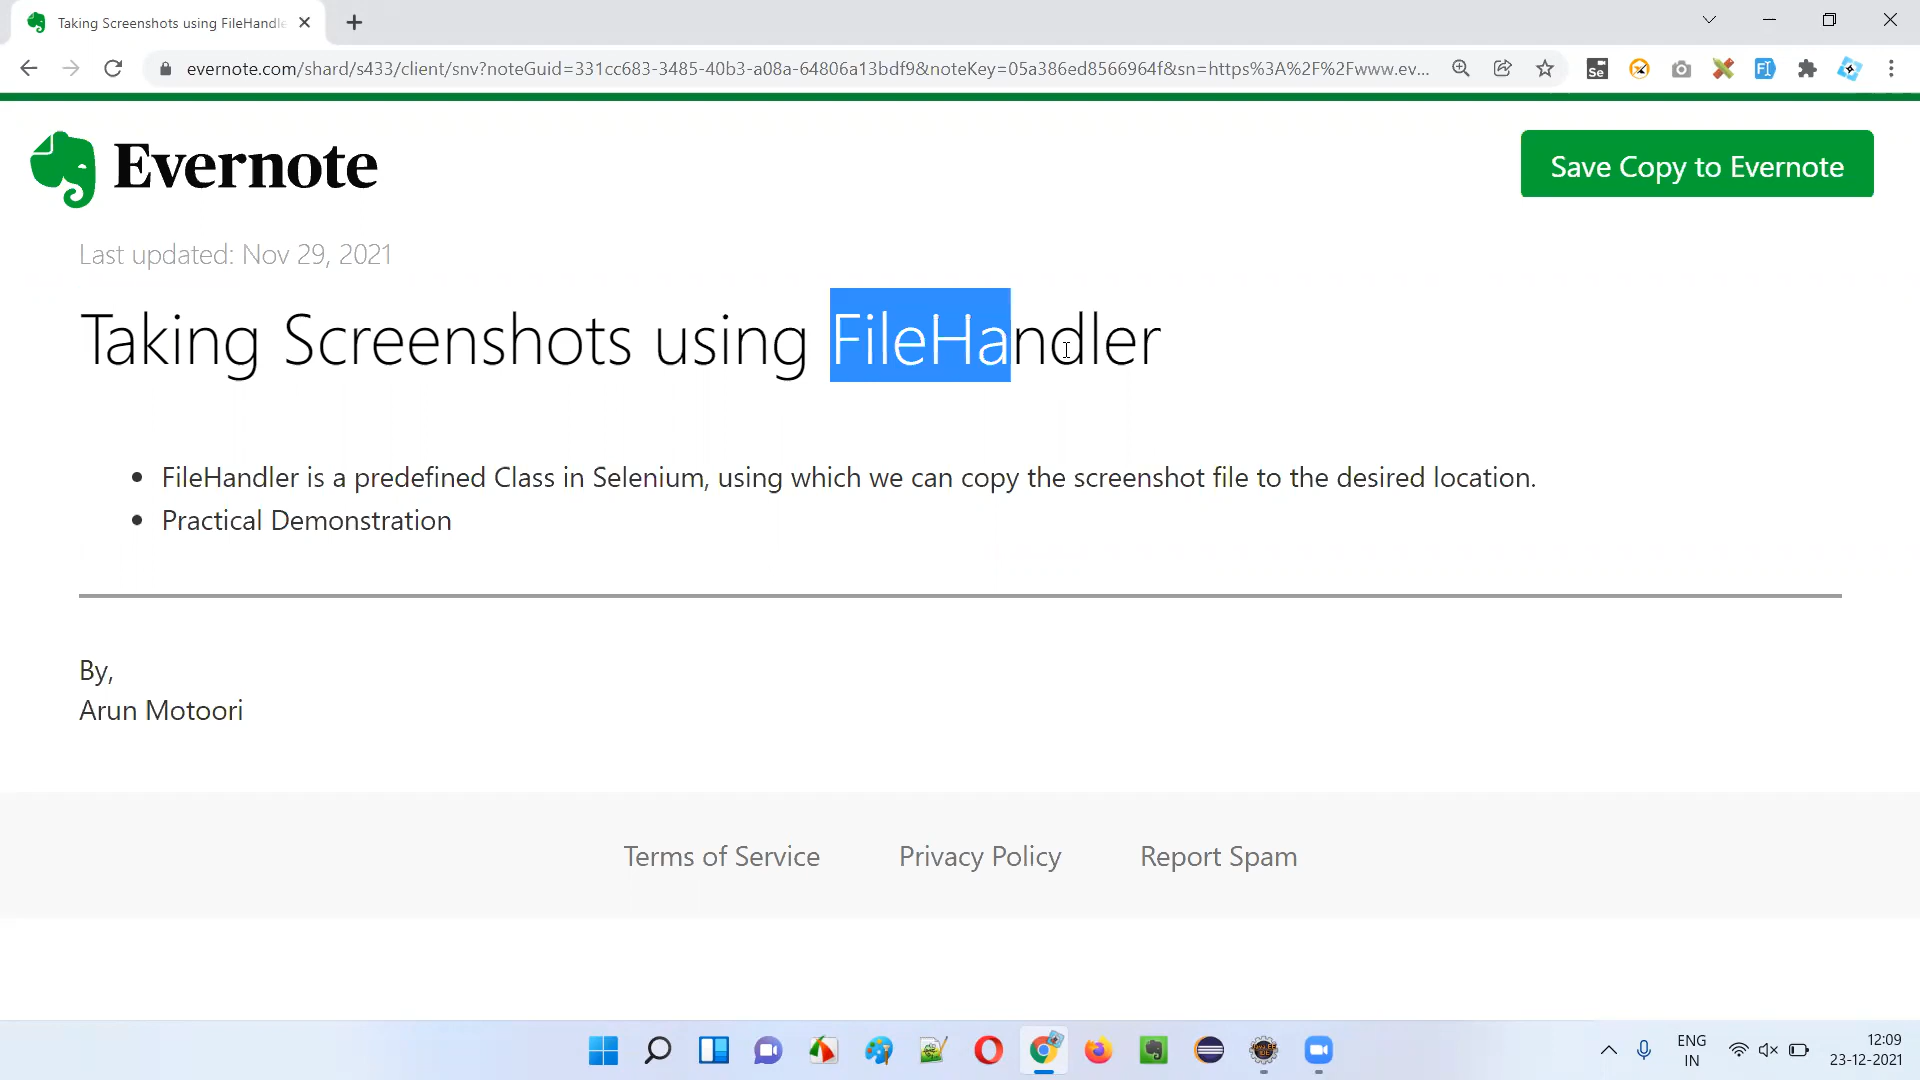 Taking Screenshots using FileHandle
evernote.com/shard/s433/client/snv?noteGuid=331cc683-3485-40b3-a08a-64806a13bdf9&noteKey=05a386ed8566964f&sn=https%3A%2F%2Fwww.ev...
Evernote
Save Copy to Evernote
Last updated: Nov 29, 2021
Taking Screenshots using FileHandler
• FileHandler is a predefined Class in Selenium, using which we can copy the screenshot file to the desired location.
• Practical Demonstration
By,
Arun Motoori
Terms of Service Privacy Policy Report Spam
ENG
IN
12:09
23-12-2021